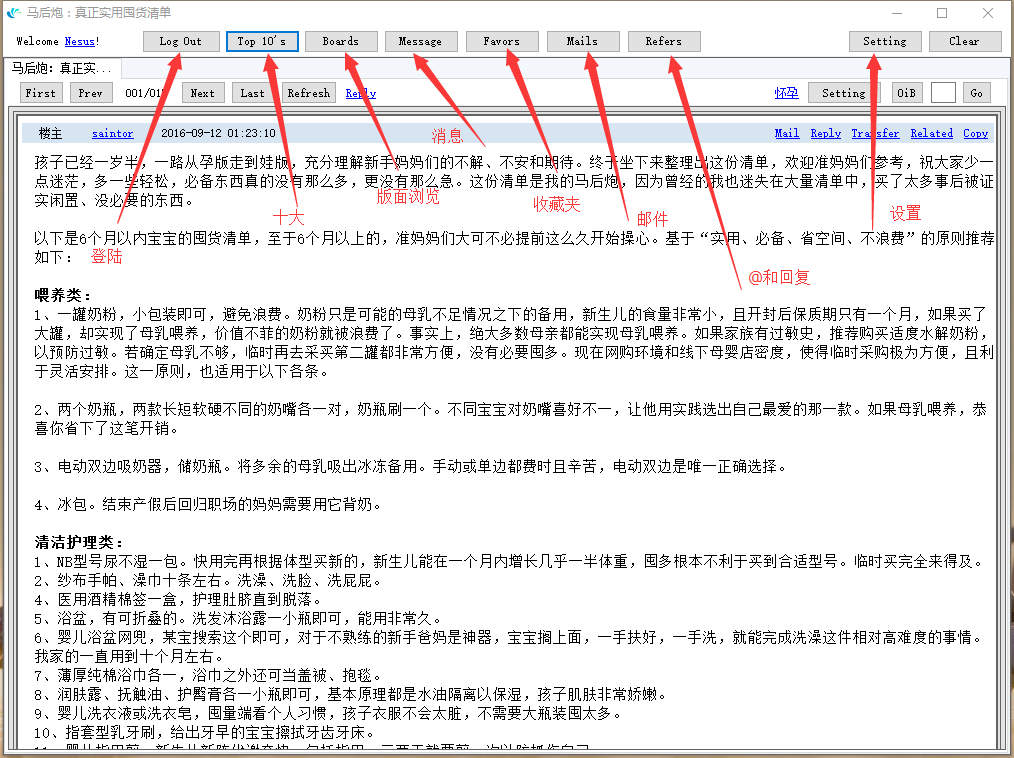 马后炮：真正实用囤货清单
Welcome Nesus!
Log Out
Top 10's
Boards
Message
Favors
Mails
Refers
Setting
Clear
马后炮：真正实...
First
Prev
Next
Last
Refresh
Reply
怀孕
Setting
OiB
Go
楼主 saintor 2016-09-12 01:23:10
消息
Mail Reply Transfer Related Copy
孩子已经一岁半，一路从孕版走到娃版，充分理解新手妈妈们的不解、不安和期待。终于坐下来整理出这份清单，欢迎准妈妈们参考，祝大家少一
点迷茫，多一些轻松，必备东西真的没有那么多，更没有那么急。这份清单是我的马后炮，因为曾经的我也迷失在大量清单中，买了太多事后被证
实闲置、没必要的东西。
版面浏览
收藏夹
十大
邮件
设置
以下是6个月以内宝宝的囤货清单，至于6个月以上的，准妈妈们大可不必提前这么久开始操心。基于“实用、必备、省空间、不浪费”的原则推荐
如下：
登陆
@和回复
喂养类：
1、一罐奶粉，小包装即可，避免浪费。奶粉只是可能的母乳不足情况之下的备用，新生儿的食量非常小，且开封后保质期只有一个月，如果买了
大罐，却实现了母乳喂养，价值不菲的奶粉就被浪费了。事实上，绝大多数母亲都能实现母乳喂养。如果家族有过敏史，推荐购买适度水解奶粉，
以预防过敏。若确定母乳不够，临时再去采买第二罐都非常方便，没有必要囤多。现在网购环境和线下母婴店密度，使得临时采购极为方便，且利
于灵活安排。这一原则，也适用于以下各条。
2、两个奶瓶，两款长短软硬不同的奶嘴各一对，奶瓶刷一个。不同宝宝对奶嘴喜好不一，让他用实践选出自己最爱的那一款。如果母乳喂养，恭
喜你省下了这笔开销。
3、电动双边吸奶器，储奶瓶。将多余的母乳吸出冰冻备用。手动或单边都费时且辛苦，电动双边是唯一正确选择。
4、冰包。结束产假后回归职场的妈妈需要用它背奶。
清洁护理类：
1、NB型号尿不湿一包。快用完再根据体型买新的，新生儿能在一个月内增长几乎一半体重，囤多根本不利于买到合适型号。临时买完全来得及。
2、纱布手帕、澡巾十条左右。洗澡、洗脸、洗屁屁。
4、医用酒精棉签一盒，护理肚脐直到脱落。
5、浴盆，有可折叠的。洗发沐浴露一小瓶即可，能用非常久。
6、婴儿浴盆网兜，某宝搜索这个即可，对于不熟练的新手爸妈是神器，宝宝搁上面，一手扶好，一手洗，就能完成洗澡这件相对高难度的事情。
我家的一直用到十个月左右。
7、薄厚纯棉浴巾各一，浴巾之外还可当盖被、抱毯。
8、润肤露、抚触油、护臀膏各一小瓶即可，基本原理都是水油隔离以保湿，孩子肌肤非常娇嫩。
9、婴儿洗衣液或洗衣皂，囤量端看个人习惯，孩子衣服不会太脏，不需要大瓶装囤太多。
10、指套型乳牙刷，给出牙早的宝宝擦拭牙齿牙床。